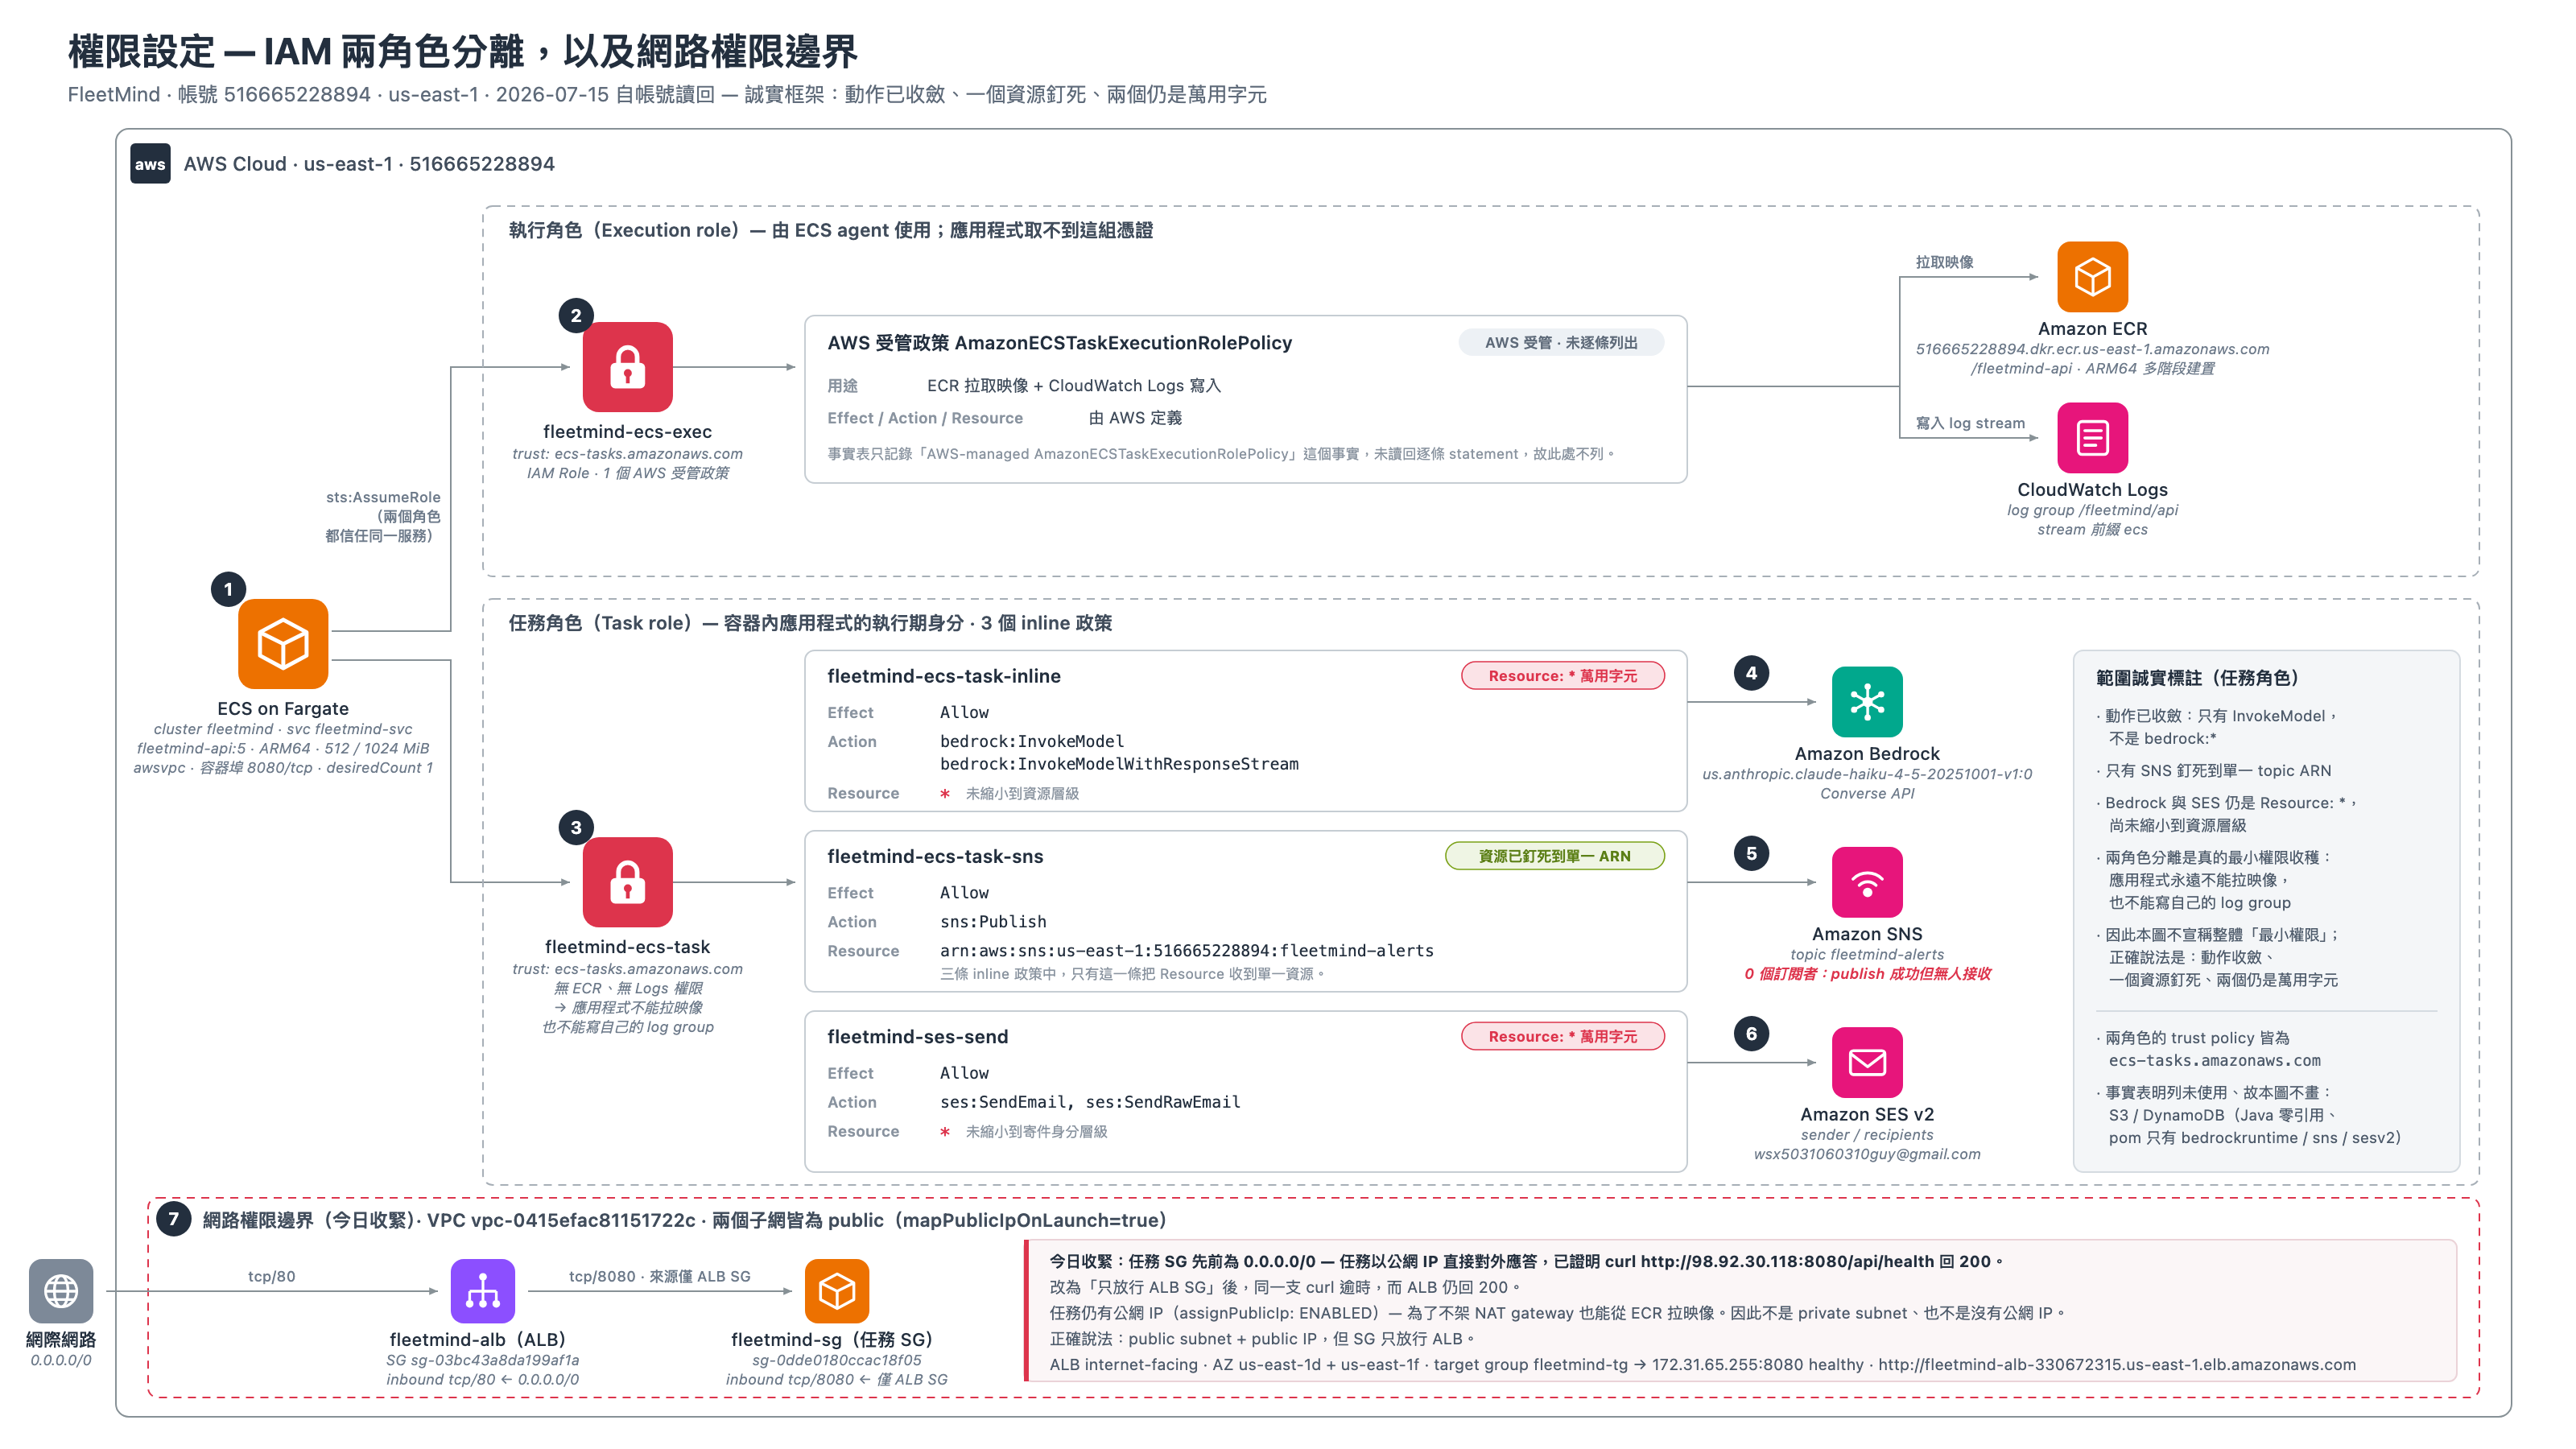 權限設定 — IAM 兩角色分離，以及網路權限邊界
FleetMind · 帳號 516665228894 · us-east-1 · 2026-07-15 自帳號讀回 — 誠實框架：動作已收斂、一個資源釘死、兩個仍是萬用字元
aws
AWS Cloud · us-east-1 · 516665228894
執行角色（Execution role）— 由 ECS agent 使用；應用程式取不到這組憑證
2
fleetmind-ecs-exec
trust: ecs-tasks.amazonaws.com
IAM Role · 1 個 AWS 受管政策
AWS 受管政策 AmazonECSTaskExecutionRolePolicy
AWS 受管 · 未逐條列出
用途 ECR 拉取映像 + CloudWatch Logs 寫入
Effect / Action / Resource 由 AWS 定義
事實表只記錄「AWS-managed AmazonECSTaskExecutionRolePolicy」這個事實，未讀回逐條 statement，故此處不列。
拉取映像
Amazon ECR
516665228894.dkr.ecr.us-east-1.amazonaws.com
/fleetmind-api · ARM64 多階段建置
寫入 log stream
CloudWatch Logs
log group /fleetmind/api
stream 前綴 ecs
sts:AssumeRole
（兩個角色
都信任同一服務）
1
ECS on Fargate
cluster fleetmind · svc fleetmind-svc
fleetmind-api:5 · ARM64 · 512 / 1024 MiB
awsvpc · 容器埠 8080/tcp · desiredCount 1
任務角色（Task role）— 容器內應用程式的執行期身分 · 3 個 inline 政策
3
fleetmind-ecs-task
trust: ecs-tasks.amazonaws.com
無 ECR、無 Logs 權限
→ 應用程式不能拉映像
也不能寫自己的 log group
fleetmind-ecs-task-inline
Resource: * 萬用字元
Effect Allow
Action bedrock:InvokeModel
bedrock:InvokeModelWithResponseStream
Resource * 未縮小到資源層級
4
Amazon Bedrock
us.anthropic.claude-haiku-4-5-20251001-v1:0
Converse API
fleetmind-ecs-task-sns
資源已釘死到單一 ARN
Effect Allow
Action sns:Publish
Resource arn:aws:sns:us-east-1:516665228894:fleetmind-alerts
三條 inline 政策中，只有這一條把 Resource 收到單一資源。
5
Amazon SNS
topic fleetmind-alerts
0 個訂閱者：publish 成功但無人接收
fleetmind-ses-send
Resource: * 萬用字元
Effect Allow
Action ses:SendEmail, ses:SendRawEmail
Resource * 未縮小到寄件身分層級
6
Amazon SES v2
sender / recipients
wsx5031060310guy@gmail.com
範圍誠實標註（任務角色）
· 動作已收斂：只有 InvokeModel，
不是 bedrock:*
· 只有 SNS 釘死到單一 topic ARN
· Bedrock 與 SES 仍是 Resource: *，
尚未縮小到資源層級
· 兩角色分離是真的最小權限收穫：
應用程式永遠不能拉映像，
也不能寫自己的 log group
· 因此本圖不宣稱整體「最小權限」；
正確說法是：動作收斂、
一個資源釘死、兩個仍是萬用字元
· 兩角色的 trust policy 皆為
ecs-tasks.amazonaws.com
· 事實表明列未使用、故本圖不畫：
S3 / DynamoDB（Java 零引用、
pom 只有 bedrockruntime / sns / sesv2）
7
網路權限邊界（今日收緊）· VPC vpc-0415efac81151722c · 兩個子網皆為 public（mapPublicIpOnLaunch=true）
網際網路
0.0.0.0/0
tcp/80
fleetmind-alb（ALB）
SG sg-03bc43a8da199af1a
inbound tcp/80 ← 0.0.0.0/0
tcp/8080 · 來源僅 ALB SG
fleetmind-sg（任務 SG）
sg-0dde0180ccac18f05
inbound tcp/8080 ← 僅 ALB SG
今日收緊：任務 SG 先前為 0.0.0.0/0 — 任務以公網 IP 直接對外應答，已證明 curl http://98.92.30.118:8080/api/health 回 200。
改為「只放行 ALB SG」後，同一支 curl 逾時，而 ALB 仍回 200。
任務仍有公網 IP（assignPublicIp: ENABLED）— 為了不架 NAT gateway 也能從 ECR 拉映像。因此不是 private subnet、也不是沒有公網 IP。
正確說法：public subnet + public IP，但 SG 只放行 ALB。
ALB internet-facing · AZ us-east-1d + us-east-1f · target group fleetmind-tg → 172.31.65.255:8080 healthy · http://fleetmind-alb-330672315.us-east-1.elb.amazonaws.com